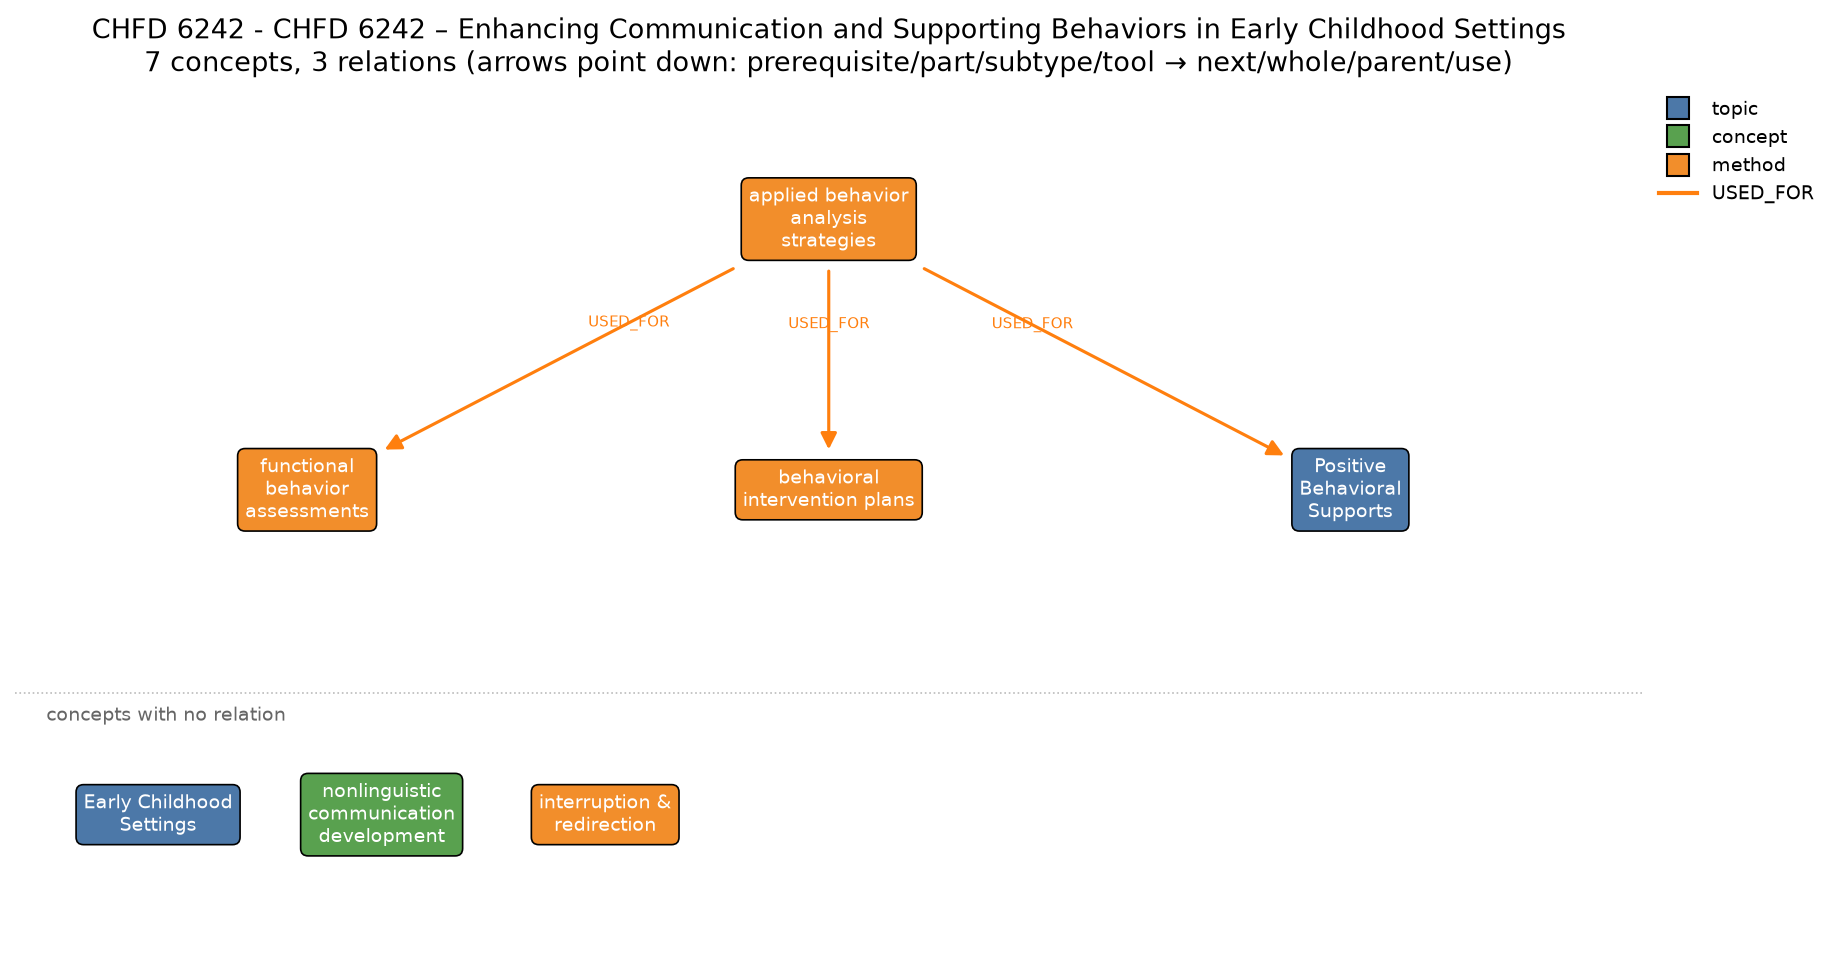 CHFD 6242 - CHFD 6242 – Enhancing Communication and Supporting Behaviors in Early Childhood Settings
7 concepts, 3 relations (arrows point down: prerequisite/part/subtype/tool → next/whole/parent/use)
topic
concept
method
USED_FOR
applied behavior
analysis
strategies
USED_FOR
USED_FOR
USED_FOR
functional
behavior
assessments
behavioral
intervention plans
Positive
Behavioral
Supports
concepts with no relation
Early Childhood
Settings
nonlinguistic
communication
development
interruption &
redirection